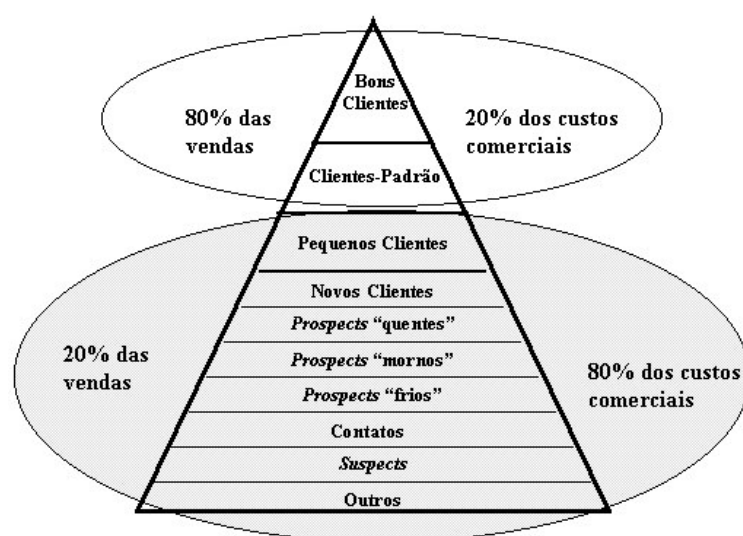 Bons
Clientes
80% das
vendas
20% dos custos
comerciais
Clientes-Padrão
Pequenos Clientes
Novos Clientes
Prospects “quentes”
20% das
vendas
Prospects “mornos”
Prospects “frios”
80% dos custos
comerciais
Contatos
Suspects
Outros